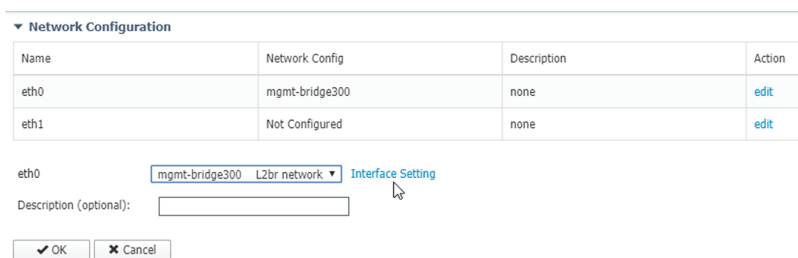 Network Configuration
Name Network Config Description Action
eth0 mgmt-bridge300 none edit
eth1 Not Configured none edit
eth0 mgmt-bridge300 L2br network Interface Setting
Description (optional):
OK Cancel